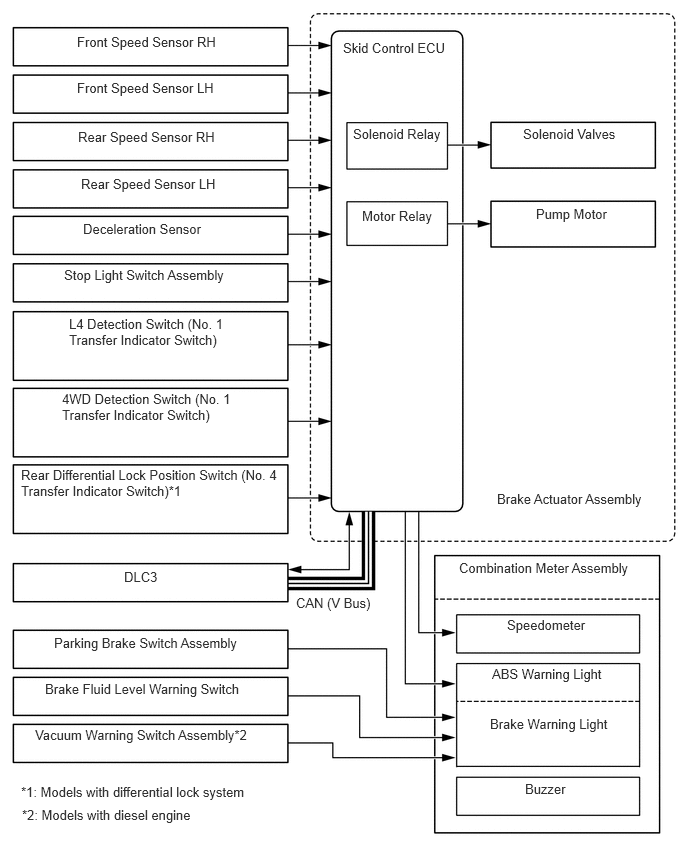 Front Speed Sensor RH
Front Speed Sensor LH
Rear Speed Sensor RH
Rear Speed Sensor LH
Deceleration Sensor
Stop Light Switch Assembly
L4 Detection Switch (No. 1
Transfer Indicator Switch)
4WD Detection Switch (No. 1
Transfer Indicator Switch)
Rear Differential Lock Position Switch (No. 4
Transfer Indicator Switch)*1
Skid Control ECU
Solenoid Relay
Motor Relay
Solenoid Valves
Pump Motor
Brake Actuator Assembly
DLC3
CAN (V Bus)
Parking Brake Switch Assembly
Brake Fluid Level Warning Switch
Vacuum Warning Switch Assembly*2
Combination Meter Assembly
Speedometer
ABS Warning Light
Brake Warning Light
Buzzer
*1: Models with differential lock system
*2: Models with diesel engine